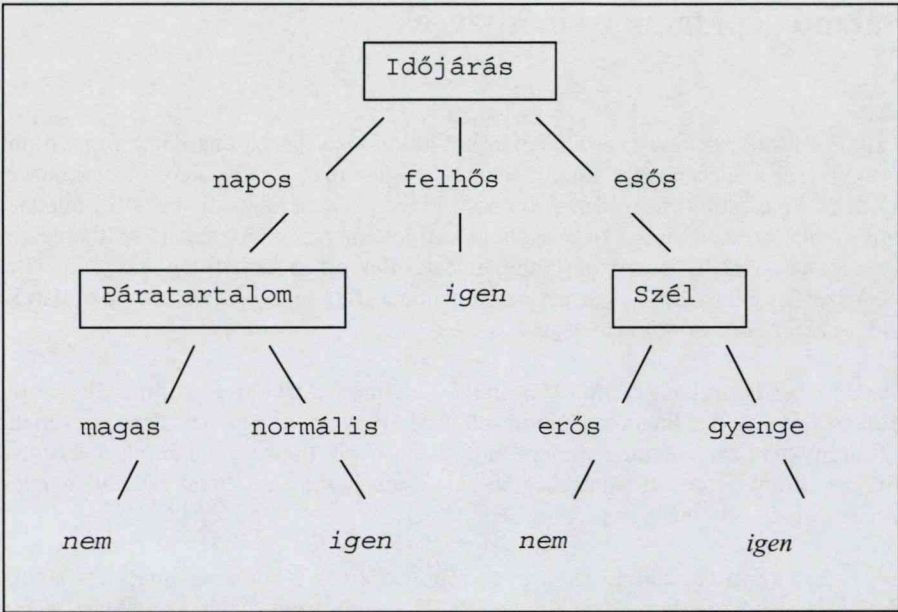 Időjárás
napos felhős esős
Páratartalom igen Szél
magas normális erős gyenge
nem igen nem igen